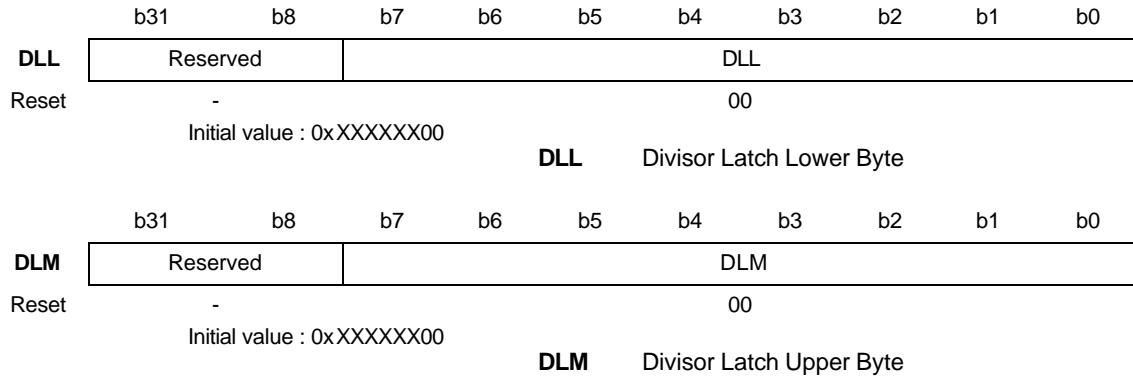 b31 b8 b7 b6 b5 b4 b3 b2 b1 b0
DLL Reserved DLL
Reset - 00
Initial value : 0xXXXXXX00
DLL Divisor Latch Lower Byte
b31 b8 b7 b6 b5 b4 b3 b2 b1 b0
DLM Reserved DLM
Reset - 00
Initial value : 0xXXXXXX00
DLM Divisor Latch Upper Byte